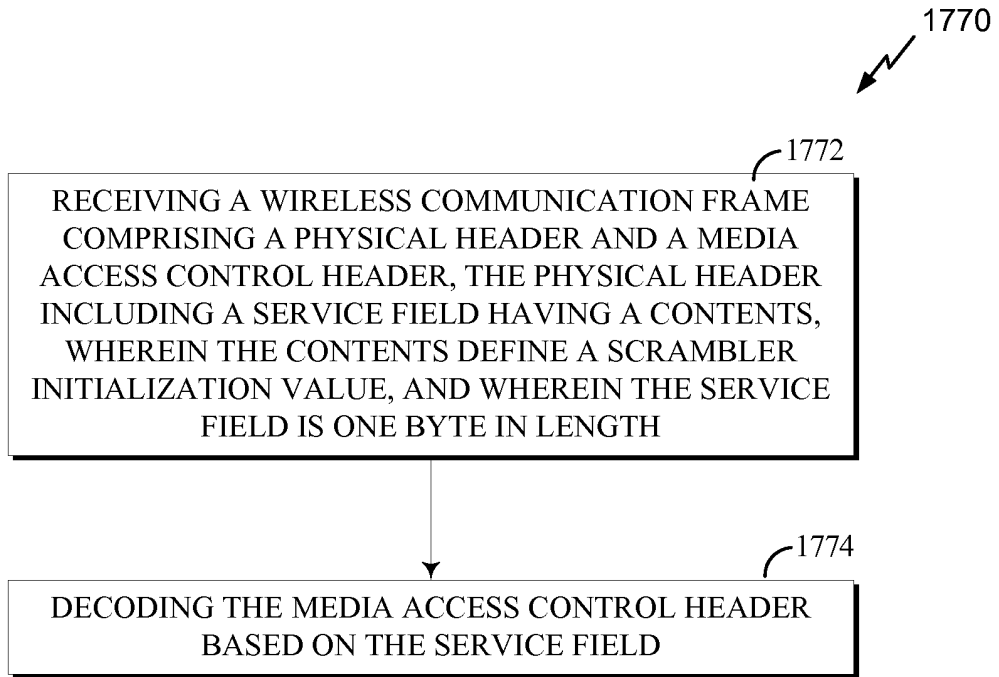 1770
1772
RECEIVING A WIRELESS COMMUNICATION FRAME
COMPRISING A PHYSICAL HEADER AND A MEDIA
ACCESS CONTROL HEADER, THE PHYSICAL HEADER
INCLUDING A SERVICE FIELD HAVING A CONTENTS,
WHEREIN THE CONTENTS DEFINE A SCRAMBLER
INITIALIZATION VALUE, AND WHEREIN THE SERVICE
FIELD IS ONE BYTE IN LENGTH
1774
DECODING THE MEDIA ACCESS CONTROL HEADER
BASED ON THE SERVICE FIELD